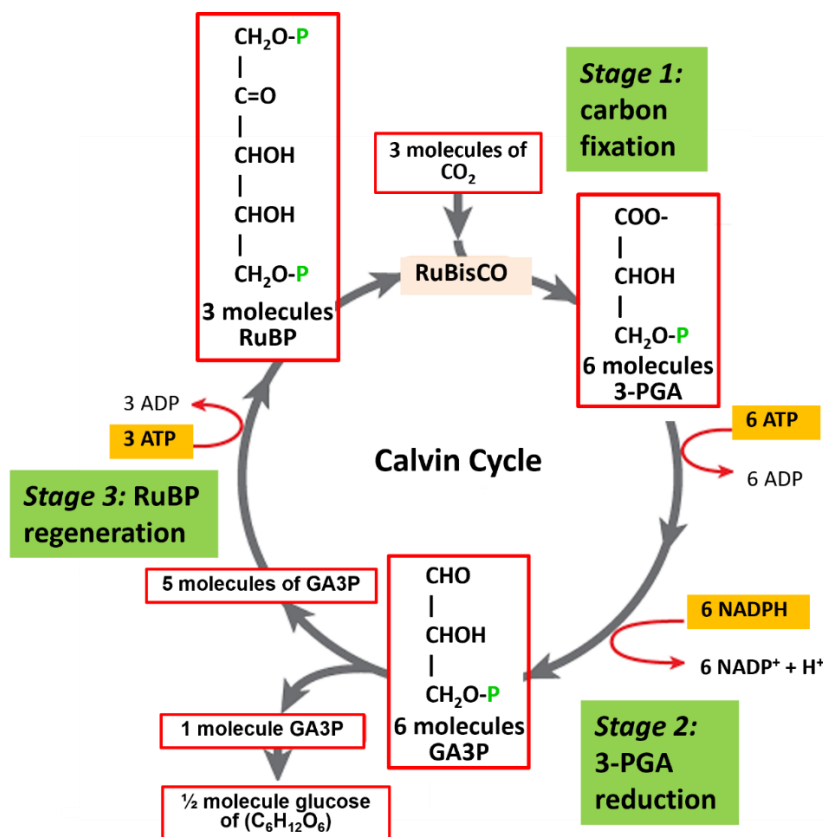 CH₂O-P
|
C=O
|
CHOH
|
CHOH
|
CH₂O-P
3 molecules
RuBP
3 molecules of
CO₂
RuBisCO
Stage 1:
carbon
fixation
COO-
|
CHOH
|
CH₂O-P
6 molecules
3-PGA
6 ATP
6 ADP
6 NADPH
6 NADP⁺ + H⁺
Stage 2:
3-PGA
reduction
CHO
|
CHOH
|
CH₂O-P
6 molecules
GA3P
1 molecule GA3P
½ molecule glucose
of (C₆H₁₂O₆)
5 molecules of GA3P
Stage 3: RuBP
regeneration
3 ATP
3 ADP
Calvin Cycle